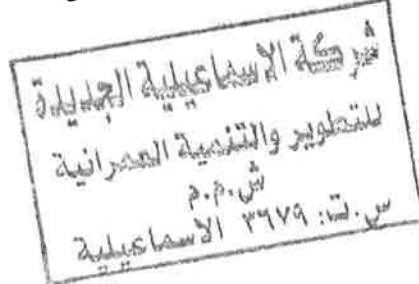 شركة الاسماعيلية الجديدة
للتطوير والتنمية العمرانية
ش.م.م
س.ت: ٣٦٧٩ الاسماعيلية